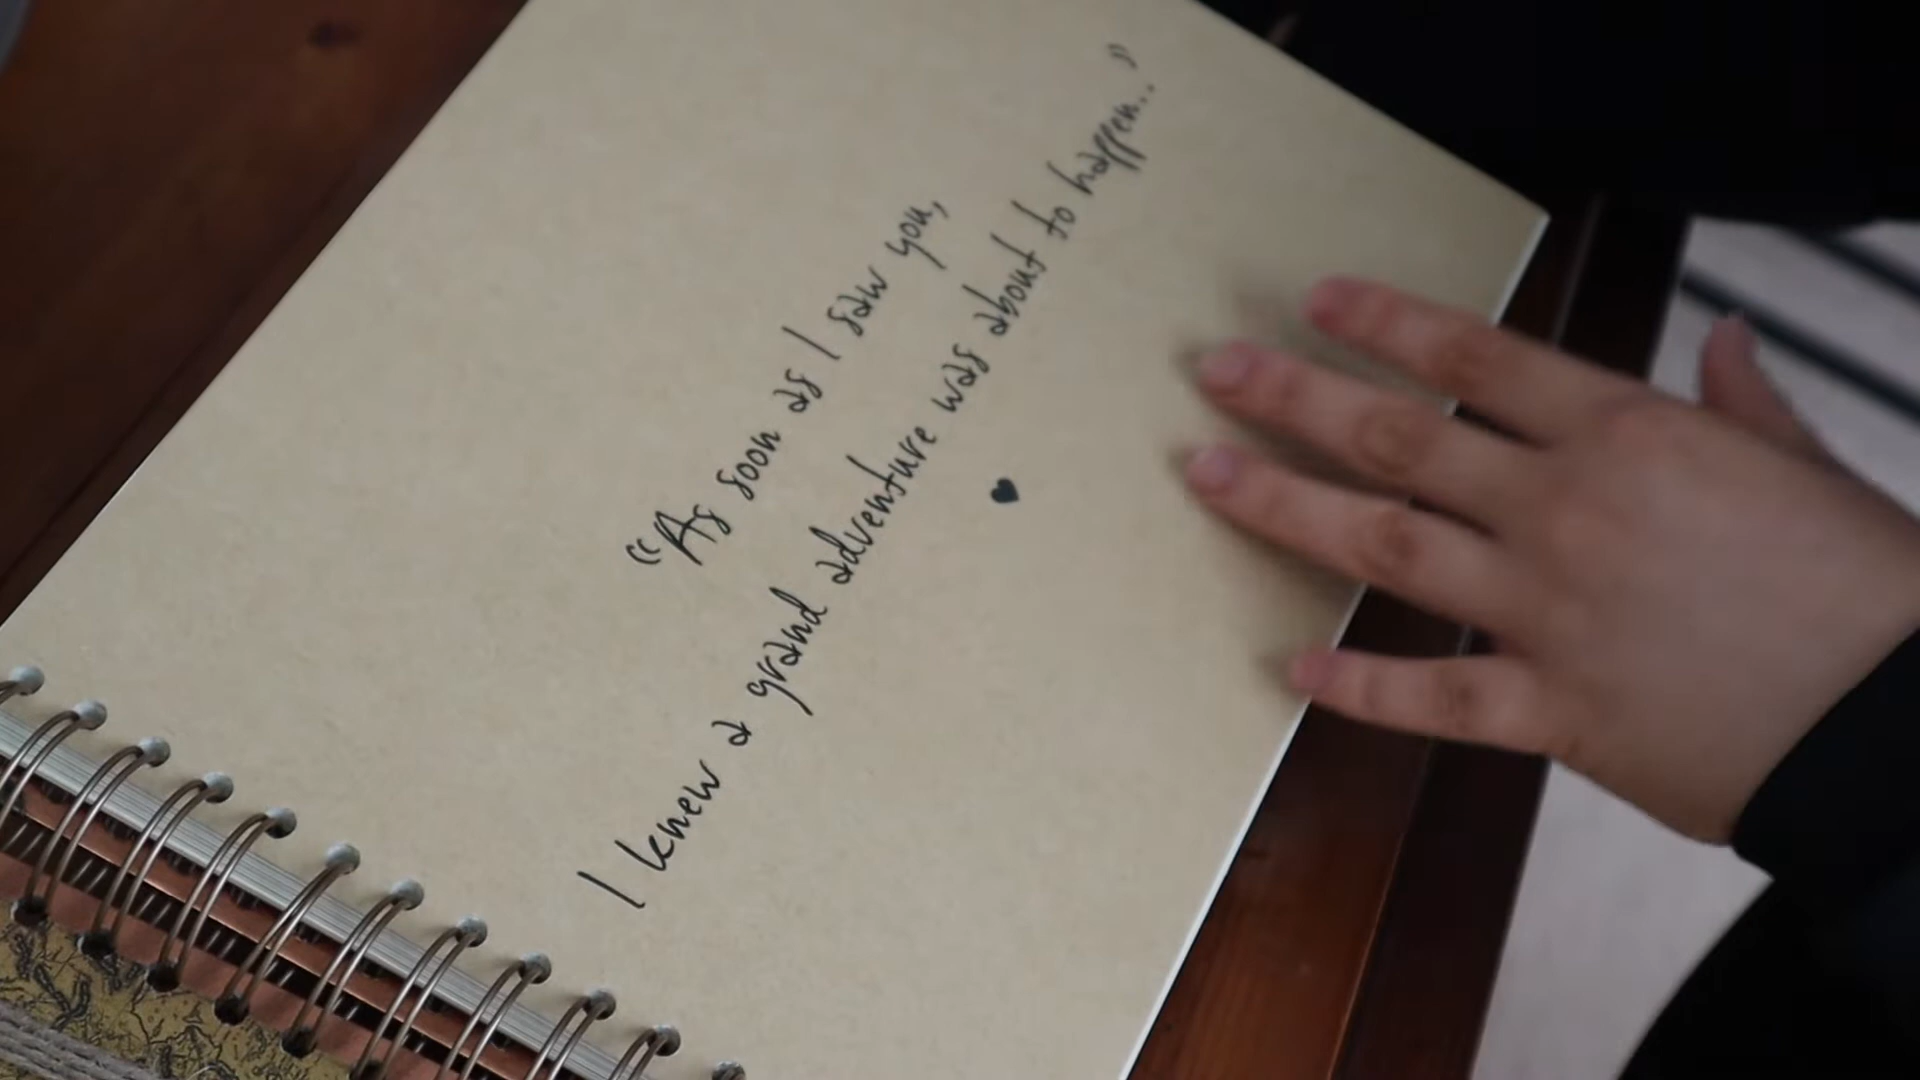 “As soon as I saw you,
I knew a grand adventure was about to happen..”
♥